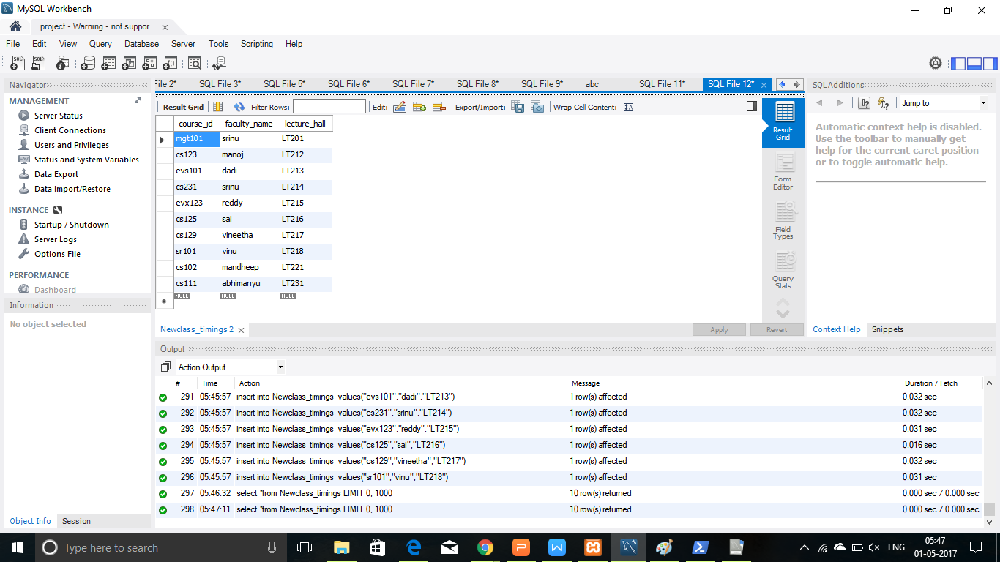 MySQL Workbench
project - Warning - not suppor...
File Edit View Query Database Server Tools Scripting Help
Navigator
MANAGEMENT
Server Status
Client Connections
Users and Privileges
Status and System Variables
Data Export
Data Import/Restore
INSTANCE
Startup / Shutdown
Server Logs
Options File
PERFORMANCE
Dashboard
Information
No object selected
Object Info Session
File 2* SQL File 3* SQL File 5* SQL File 6* SQL File 7* SQL File 8* SQL File 9* abc SQL File 11* SQL File 12*
Result Grid Filter Rows: Edit: Export/Import: Wrap Cell Content: IA
course_id faculty_name lecture_hall
mgt101 srinu LT201
cs123 manoj LT212
evs101 dadi LT213
cs231 srinu LT214
evx123 reddy LT215
cs125 sai LT216
cs129 vineetha LT217
sr101 vinu LT218
cs102 mandheep LT221
cs111 abhimanyu LT231
NULL NULL NULL
Result Grid
Form Editor
Field Types
Query Stats
Newclass_timings 2 Apply Revert
SQLAdditions
Jump to
Automatic context help is disabled.
Use the toolbar to manually get
help for the current caret position
or to toggle automatic help.
Context Help Snippets
Output
Action Output
# Time Action Message Duration / Fetch
291 05:45:57 insert into Newclass_timings values("evs101","dadi","LT213") 1 row(s) affected 0.032 sec
292 05:45:57 insert into Newclass_timings values("cs231","srinu","LT214") 1 row(s) affected 0.032 sec
293 05:45:57 insert into Newclass_timings values("evx123","reddy","LT215") 1 row(s) affected 0.031 sec
294 05:45:57 insert into Newclass_timings values("cs125","sai","LT216") 1 row(s) affected 0.016 sec
295 05:45:57 insert into Newclass_timings values("cs129","vineetha","LT217") 1 row(s) affected 0.032 sec
296 05:45:57 insert into Newclass_timings values("sr101","vinu","LT218") 1 row(s) affected 0.031 sec
297 05:46:32 select *from Newclass_timings LIMIT 0, 1000 10 row(s) returned 0.000 sec / 0.000 sec
298 05:47:11 select *from Newclass_timings LIMIT 0, 1000 10 row(s) returned 0.000 sec / 0.000 sec
Type here to search
ENG
05:47
01-05-2017